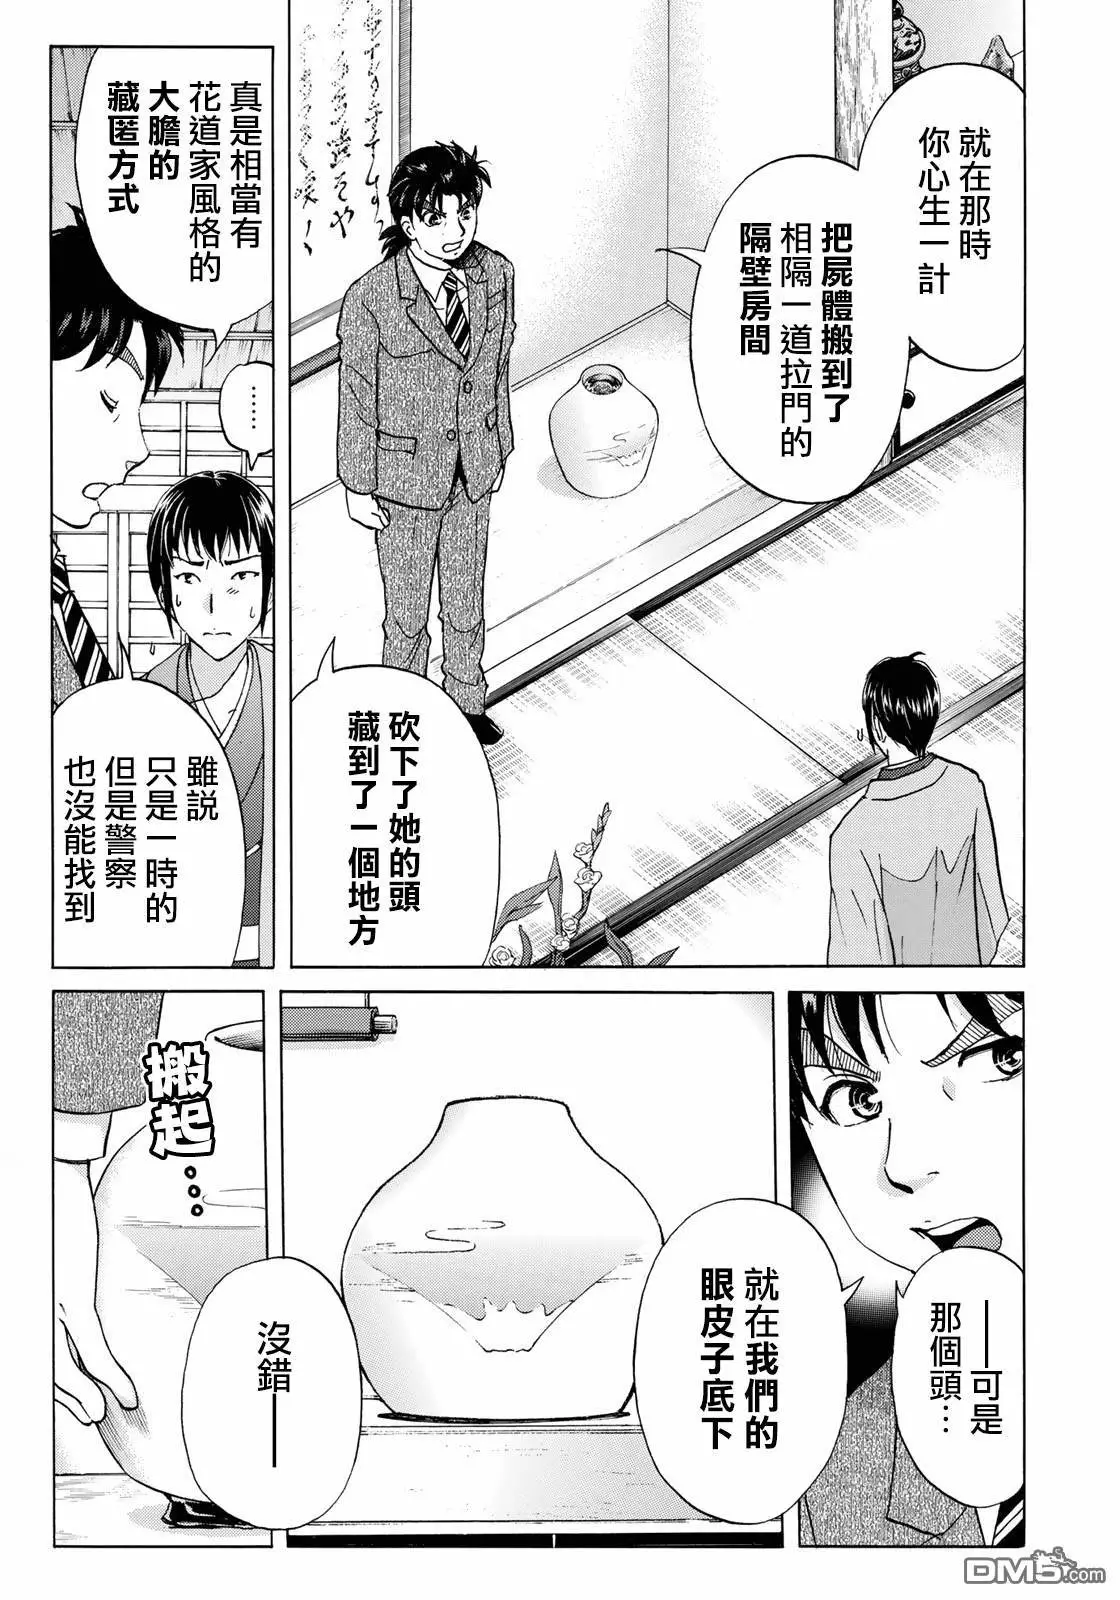 就在那時
你心生一計
把屍體搬到了
相隔一道拉門的
隔壁房間
砍下了她的頭
藏到了一個地方
真是相當有
花道家風格的
大膽的
藏匿方式
……
雖説
只是一時的
但是警察
也沒能找到
——可是
那個頭…
就在我們的
眼皮子底下
沒錯——
搬起…
DM5.com